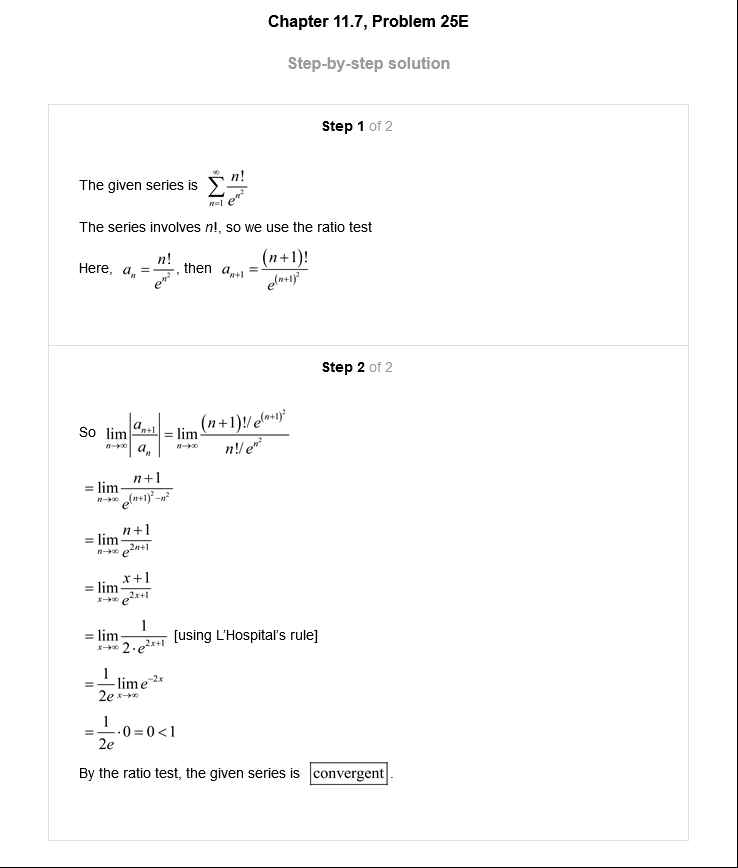 Chapter 11.7, Problem 25E
Step-by-step solution
Step 1 of 2
The given series is $\sum_{n=1}^{\infty} \frac{n!}{e^{n^2}}$
The series involves n!, so we use the ratio test
Here, $a_n = \frac{n!}{e^{n^2}}$, then $a_{n+1} = \frac{(n+1)!}{e^{(n+1)^2}}$
Step 2 of 2
So $\lim_{n\to\infty} \left|\frac{a_{n+1}}{a_n}\right| = \lim_{n\to\infty} \frac{(n+1)!/e^{(n+1)^2}}{n!/e^{n^2}}$
$= \lim_{n\to\infty} \frac{n+1}{e^{(n+1)^2-n^2}}$
$= \lim_{n\to\infty} \frac{n+1}{e^{2n+1}}$
$= \lim_{x\to\infty} \frac{x+1}{e^{2x+1}}$
$= \lim_{x\to\infty} \frac{1}{2 \cdot e^{2x+1}}$ [using L'Hospital's rule]
$= \frac{1}{2e} \lim_{x\to\infty} e^{-2x}$
$= \frac{1}{2e} \cdot 0 = 0 < 1$
By the ratio test, the given series is convergent.